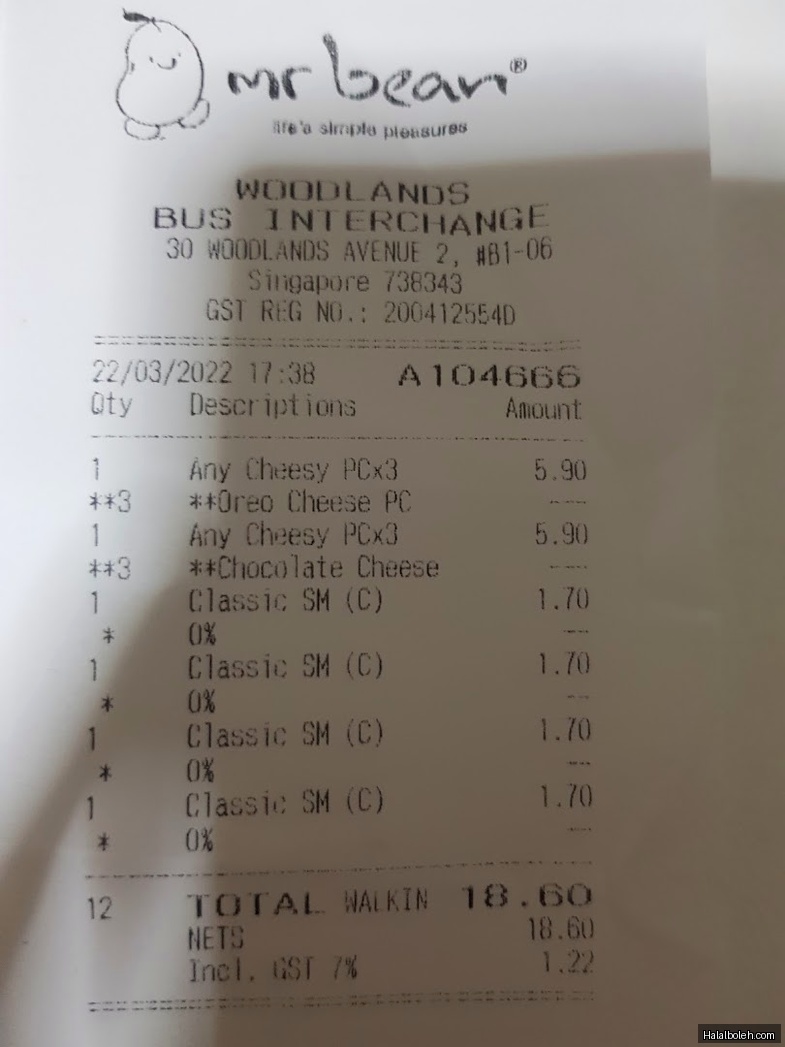 mr bean®
life's simple pleasures
WOODLANDS
BUS INTERCHANGE
30 WOODLANDS AVENUE 2, #B1-06
Singapore 738343
GST REG NO.: 200412554D
22/03/2022 17:38 A104666
Qty Descriptions Amount
1 Any Cheesy PCx3 5.90
**3 **Oreo Cheese PC ---
1 Any Cheesy PCx3 5.90
**3 **Chocolate Cheese ---
1 Classic SM (C) 1.70
* 0% ---
1 Classic SM (C) 1.70
* 0% ---
1 Classic SM (C) 1.70
* 0% ---
1 Classic SM (C) 1.70
* 0% ---
12 TOTAL WALKIN 18.60
NETS 18.60
Incl. GST 7% 1.22
Halalboleh.com